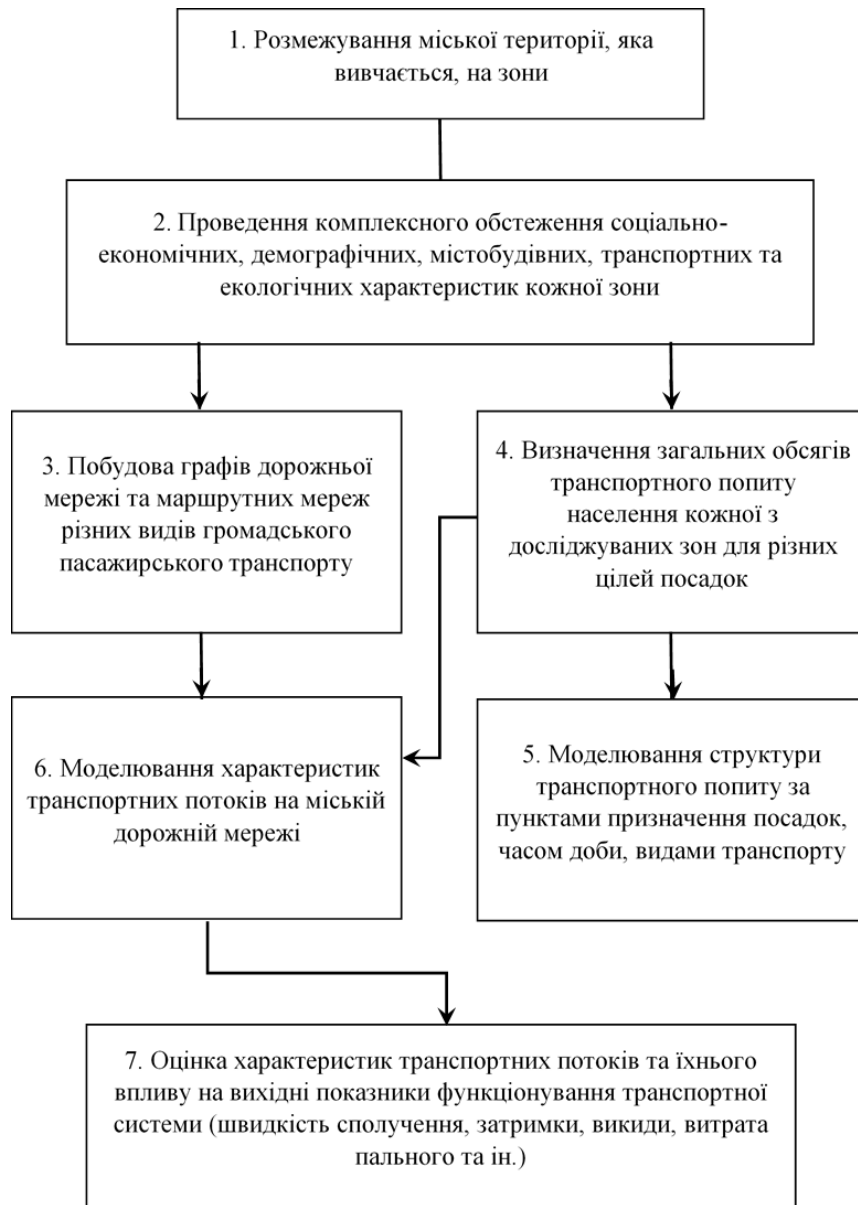 1. Розмежування міської території, яка
вивчається, на зони
2. Проведення комплексного обстеження соціально-
економічних, демографічних, містобудівних, транспортних та
екологічних характеристик кожної зони
3. Побудова графів дорожньої
мережі та маршрутних мереж
різних видів громадського
пасажирського транспорту
4. Визначення загальних обсягів
транспортного попиту
населення кожної з
досліджуваних зон для різних
цілей посадок
6. Моделювання характеристик
транспортних потоків на міській
дорожній мережі
5. Моделювання структури
транспортного попиту за
пунктами призначення посадок,
часом доби, видами транспорту
7. Оцінка характеристик транспортних потоків та їхнього
впливу на вихідні показники функціонування транспортної
системи (швидкість сполучення, затримки, викиди, витрата
пального та ін.)